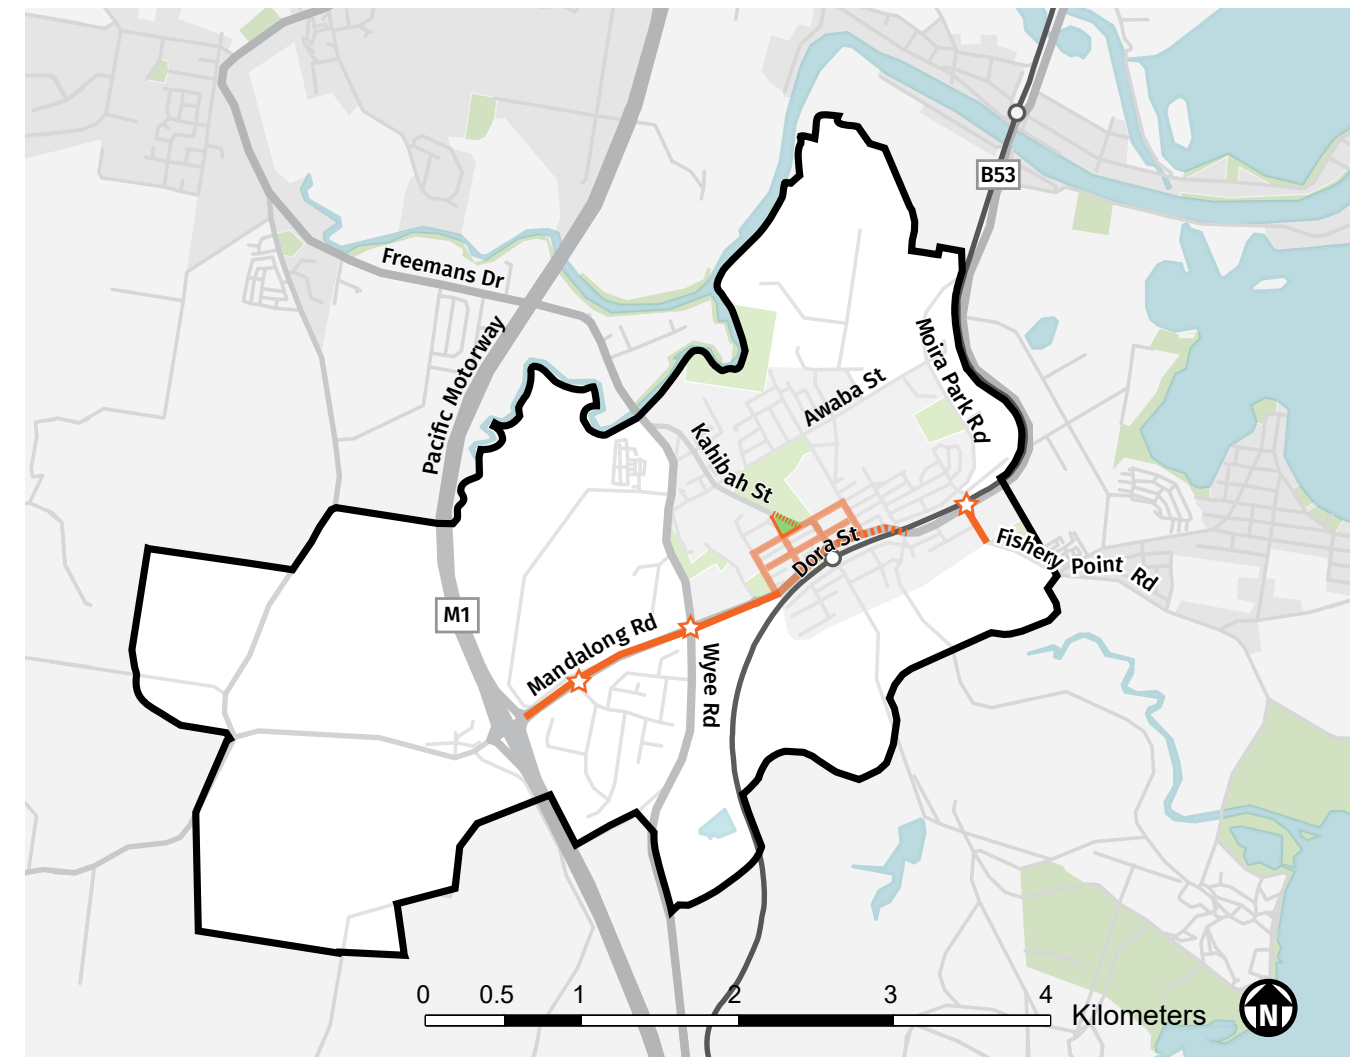 B53
Freemans Dr
Pacific Motorway
Moira Park Rd
Awaba St
Kahibah St
Dora St
Fishery Point Rd
M1
Mandalong Rd
Wyee Rd
0 0.5 1 2 3 4
Kilometers
N